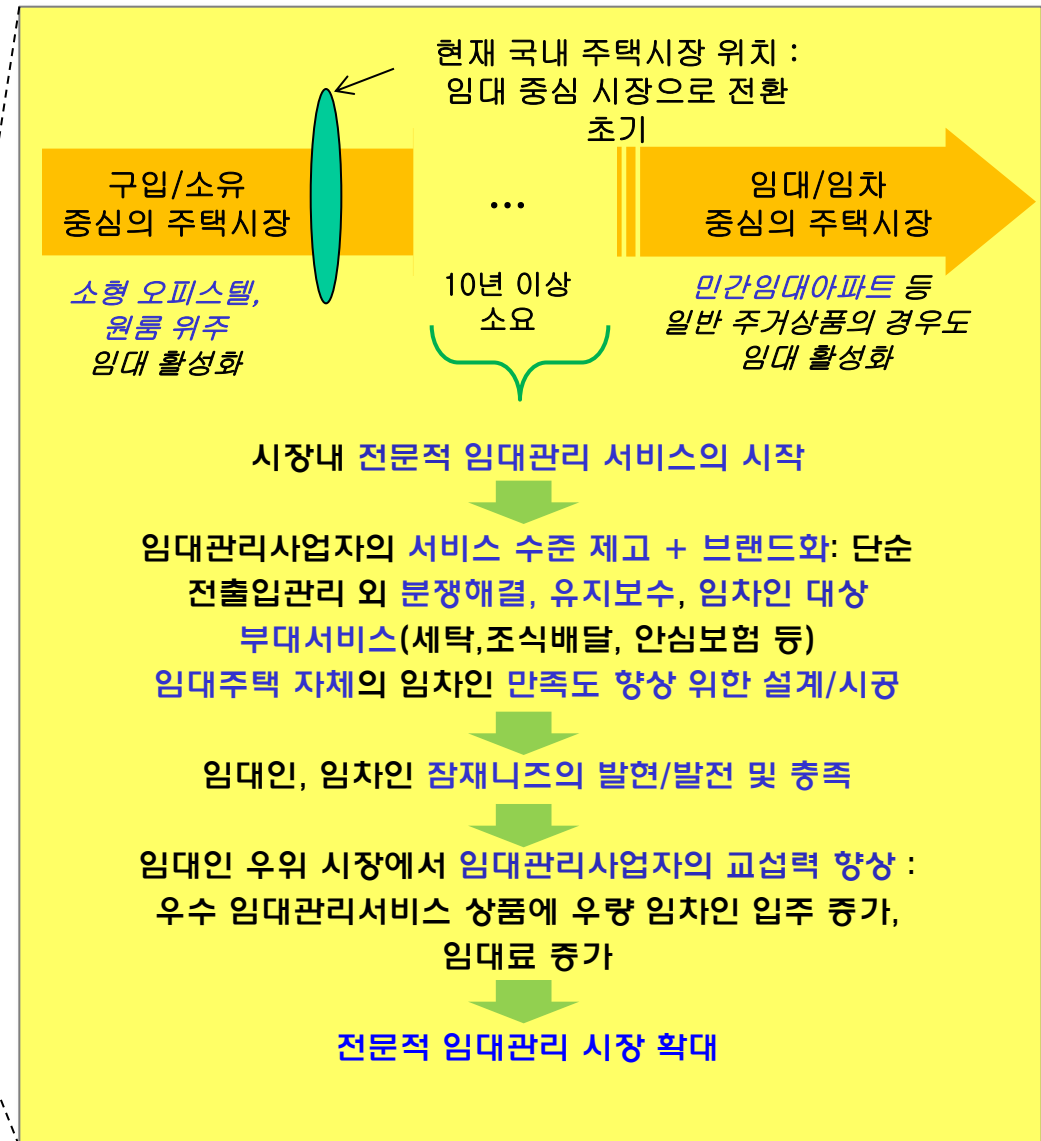 현재 국내 주택시장 위치 :
임대 중심 시장으로 전환
초기
구입/소유
중심의 주택시장
...
임대/임차
중심의 주택시장
소형 오피스텔,
원룸 위주
임대 활성화
10년 이상
소요
민간임대아파트 등
일반 주거상품의 경우도
임대 활성화
시장내 전문적 임대관리 서비스의 시작
임대관리사업자의 서비스 수준 제고 + 브랜드화: 단순
전출입관리 외 분쟁해결, 유지보수, 임차인 대상
부대서비스(세탁,조식배달, 안심보험 등)
임대주택 자체의 임차인 만족도 향상 위한 설계/시공
임대인, 임차인 잠재니즈의 발현/발전 및 충족
임대인 우위 시장에서 임대관리사업자의 교섭력 향상 :
우수 임대관리서비스 상품에 우량 임차인 입주 증가,
임대료 증가
전문적 임대관리 시장 확대